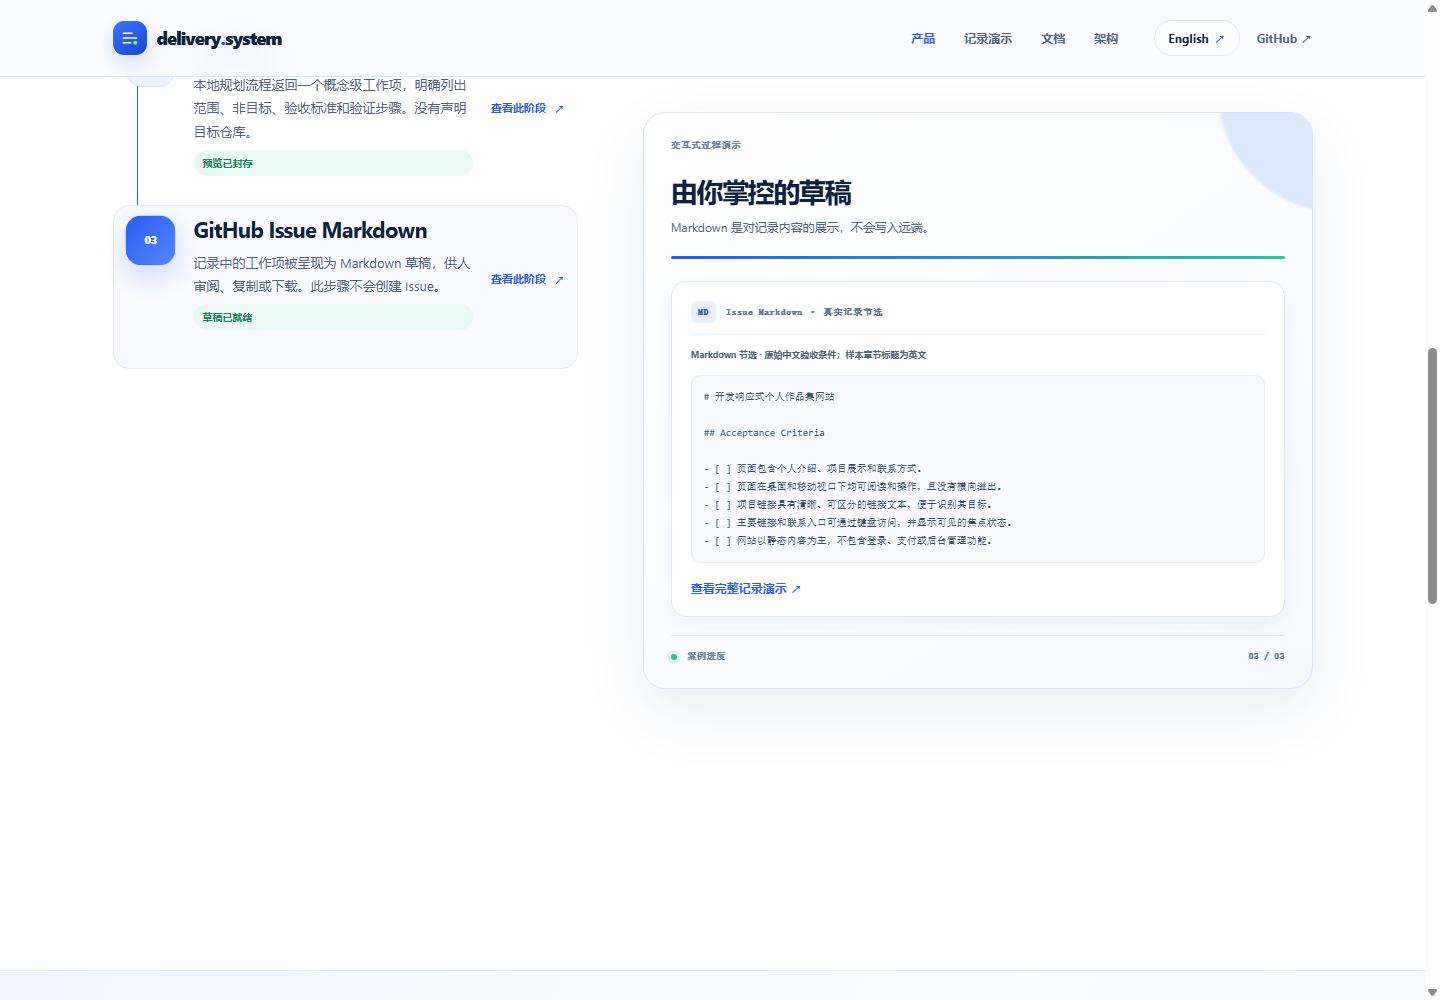 delivery.system
产品
记录演示
文档
架构
English ↗
GitHub ↗
本地规划流程返回一个概念级工作项，明确列出
范围、非目标、验收标准和验证步骤。没有声明
目标仓库。
查看此阶段 ↗
预览已封存
03
GitHub Issue Markdown
记录中的工作项被呈现为 Markdown 草稿，供人
审阅、复制或下载。此步骤不会创建 Issue。
查看此阶段 ↗
草稿已就绪
交互式过程演示
由你掌控的草稿
Markdown 是对记录内容的展示，不会写入远端。
MD
Issue Markdown · 真实记录节选
Markdown 节选 · 原始中文验收条件；样本章节标题为英文
# 开发响应式个人作品集网站
## Acceptance Criteria
- [ ] 页面包含个人介绍、项目展示和联系方式。
- [ ] 页面在桌面和移动视口下均可阅读和操作，且没有横向溢出。
- [ ] 项目链接具有清晰、可区分的链接文本，便于识别其目标。
- [ ] 主要链接和联系入口可通过键盘访问，并显示可见的焦点状态。
- [ ] 网站以静态内容为主，不包含登录、支付或后台管理功能。
查看完整记录演示 ↗
案例进度
03 / 03